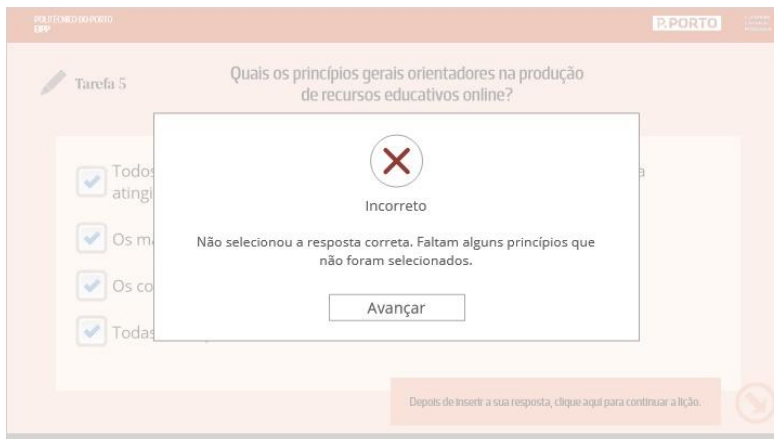 POLITÉCNICO DO PORTO
EIPP
P.PORTO
Tarefa 5
Quais os princípios gerais orientadores na produção
de recursos educativos online?
Todos
a
atingi
Os ma
Os co
Todas
Incorreto
Não selecionou a resposta correta. Faltam alguns princípios que
não foram selecionados.
Avançar
Depois de inserir a sua resposta, clique aqui para continuar a lição.